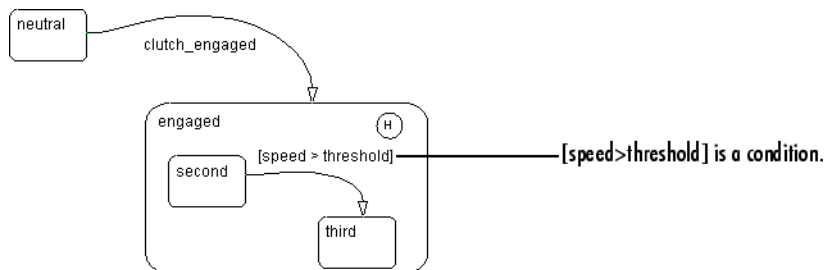 neutral
clutch_engaged
engaged
H
[speed > threshold]
[speed>threshold] is a condition.
second
third